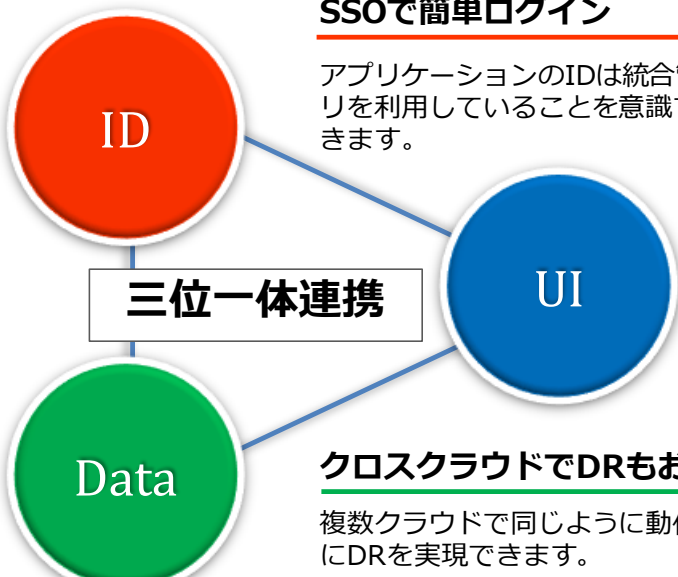 SSOで簡単ログイン
アプリケーションのIDは統合
リを利用していることを意識
きます。
ID
UI
三位一体連携
Data
クロスクラウドでDRもお
複数クラウドで同じように動
にDRを実現できます。